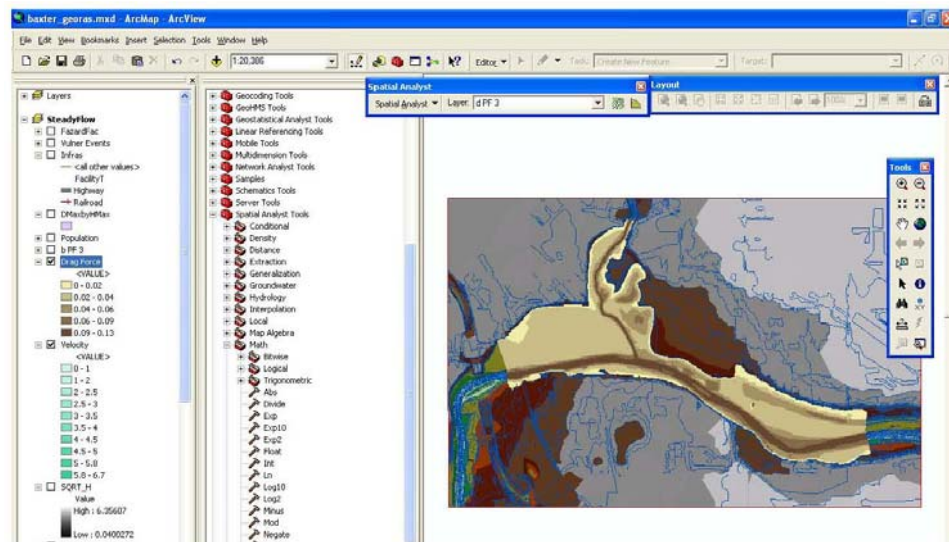 baxter_georas.mxd - ArcMap - ArcView
File Edit View Bookmarks Insert Selection Tools Window Help
1:20,306
Editor
Task: Create New Feature
Target:
Spatial Analyst
Spatial Analyst Layer: d PF 3
Layout
100%
Layers
SteadyFlow
FazardFac
Vulner Events
Infras
<all other values>
FacilityT
Highway
Railroad
DMaxbyHMax
Population
b PF 3
Drag Force
<VALUE>
0 - 0.02
0.02 - 0.04
0.04 - 0.06
0.06 - 0.09
0.09 - 0.13
Velocity
<VALUE>
0 - 1
1 - 2
2 - 2.5
2.5 - 3
3 - 3.5
3.5 - 4
4 - 4.5
4.5 - 5
5 - 5.8
5.8 - 6.7
SQRT_H
Value
High : 6.35607
Low : 0.0400272
Geocoding Tools
GeoHMS Tools
Geostatistical Analyst Tools
Linear Referencing Tools
Mobile Tools
Multidimension Tools
Network Analyst Tools
Samples
Schematics Tools
Server Tools
Spatial Analyst Tools
Conditional
Density
Distance
Extraction
Generalization
Groundwater
Hydrology
Interpolation
Local
Map Algebra
Math
Bitwise
Logical
Trigonometric
Abs
Divide
Exp
Exp10
Exp2
Float
Int
Ln
Log10
Log2
Minus
Mod
Negate
Tools